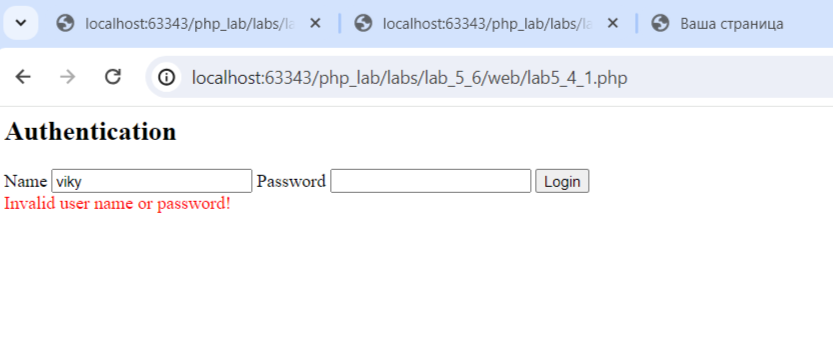 localhost:63343/php_lab/labs/la
localhost:63343/php_lab/labs/la
Ваша страница
localhost:63343/php_lab/labs/lab_5_6/web/lab5_4_1.php
Authentication
Name viky Password Login
Invalid user name or password!